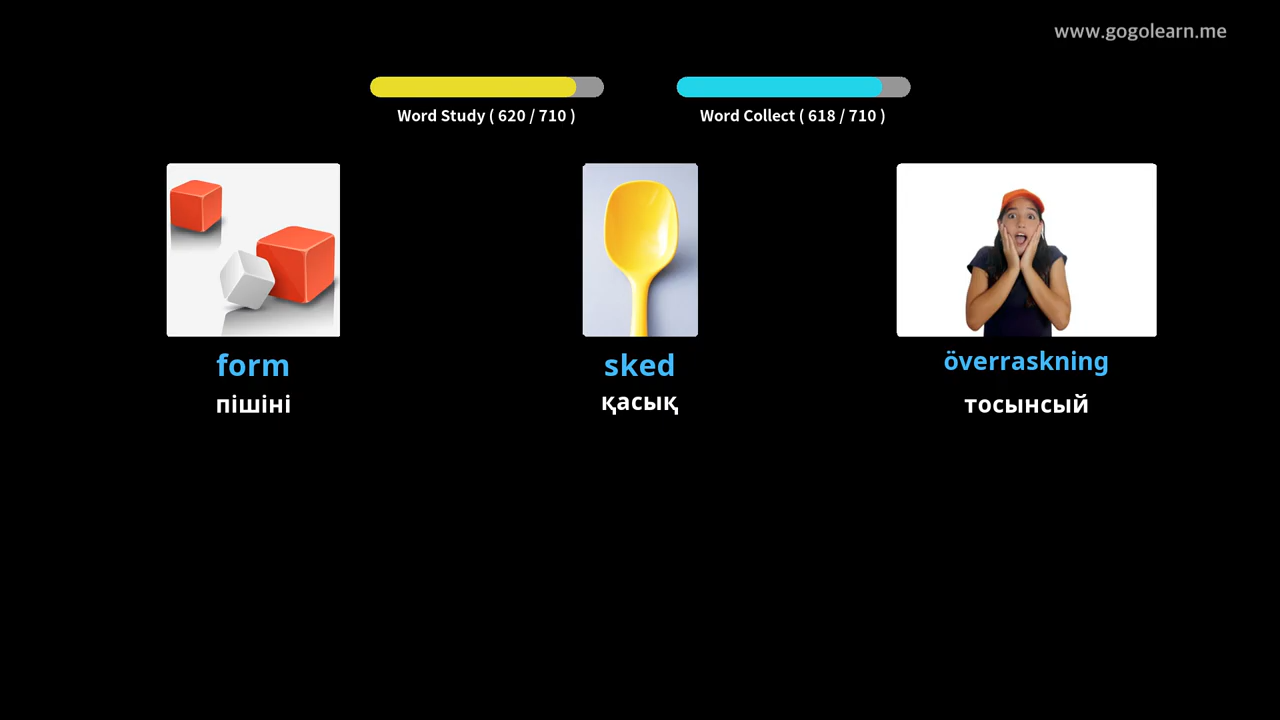 www.gogolearn.me
Word Study ( 620 / 710 )
Word Collect ( 618 / 710 )
form
sked
överraskning
пішіні
қасық
тосынсый